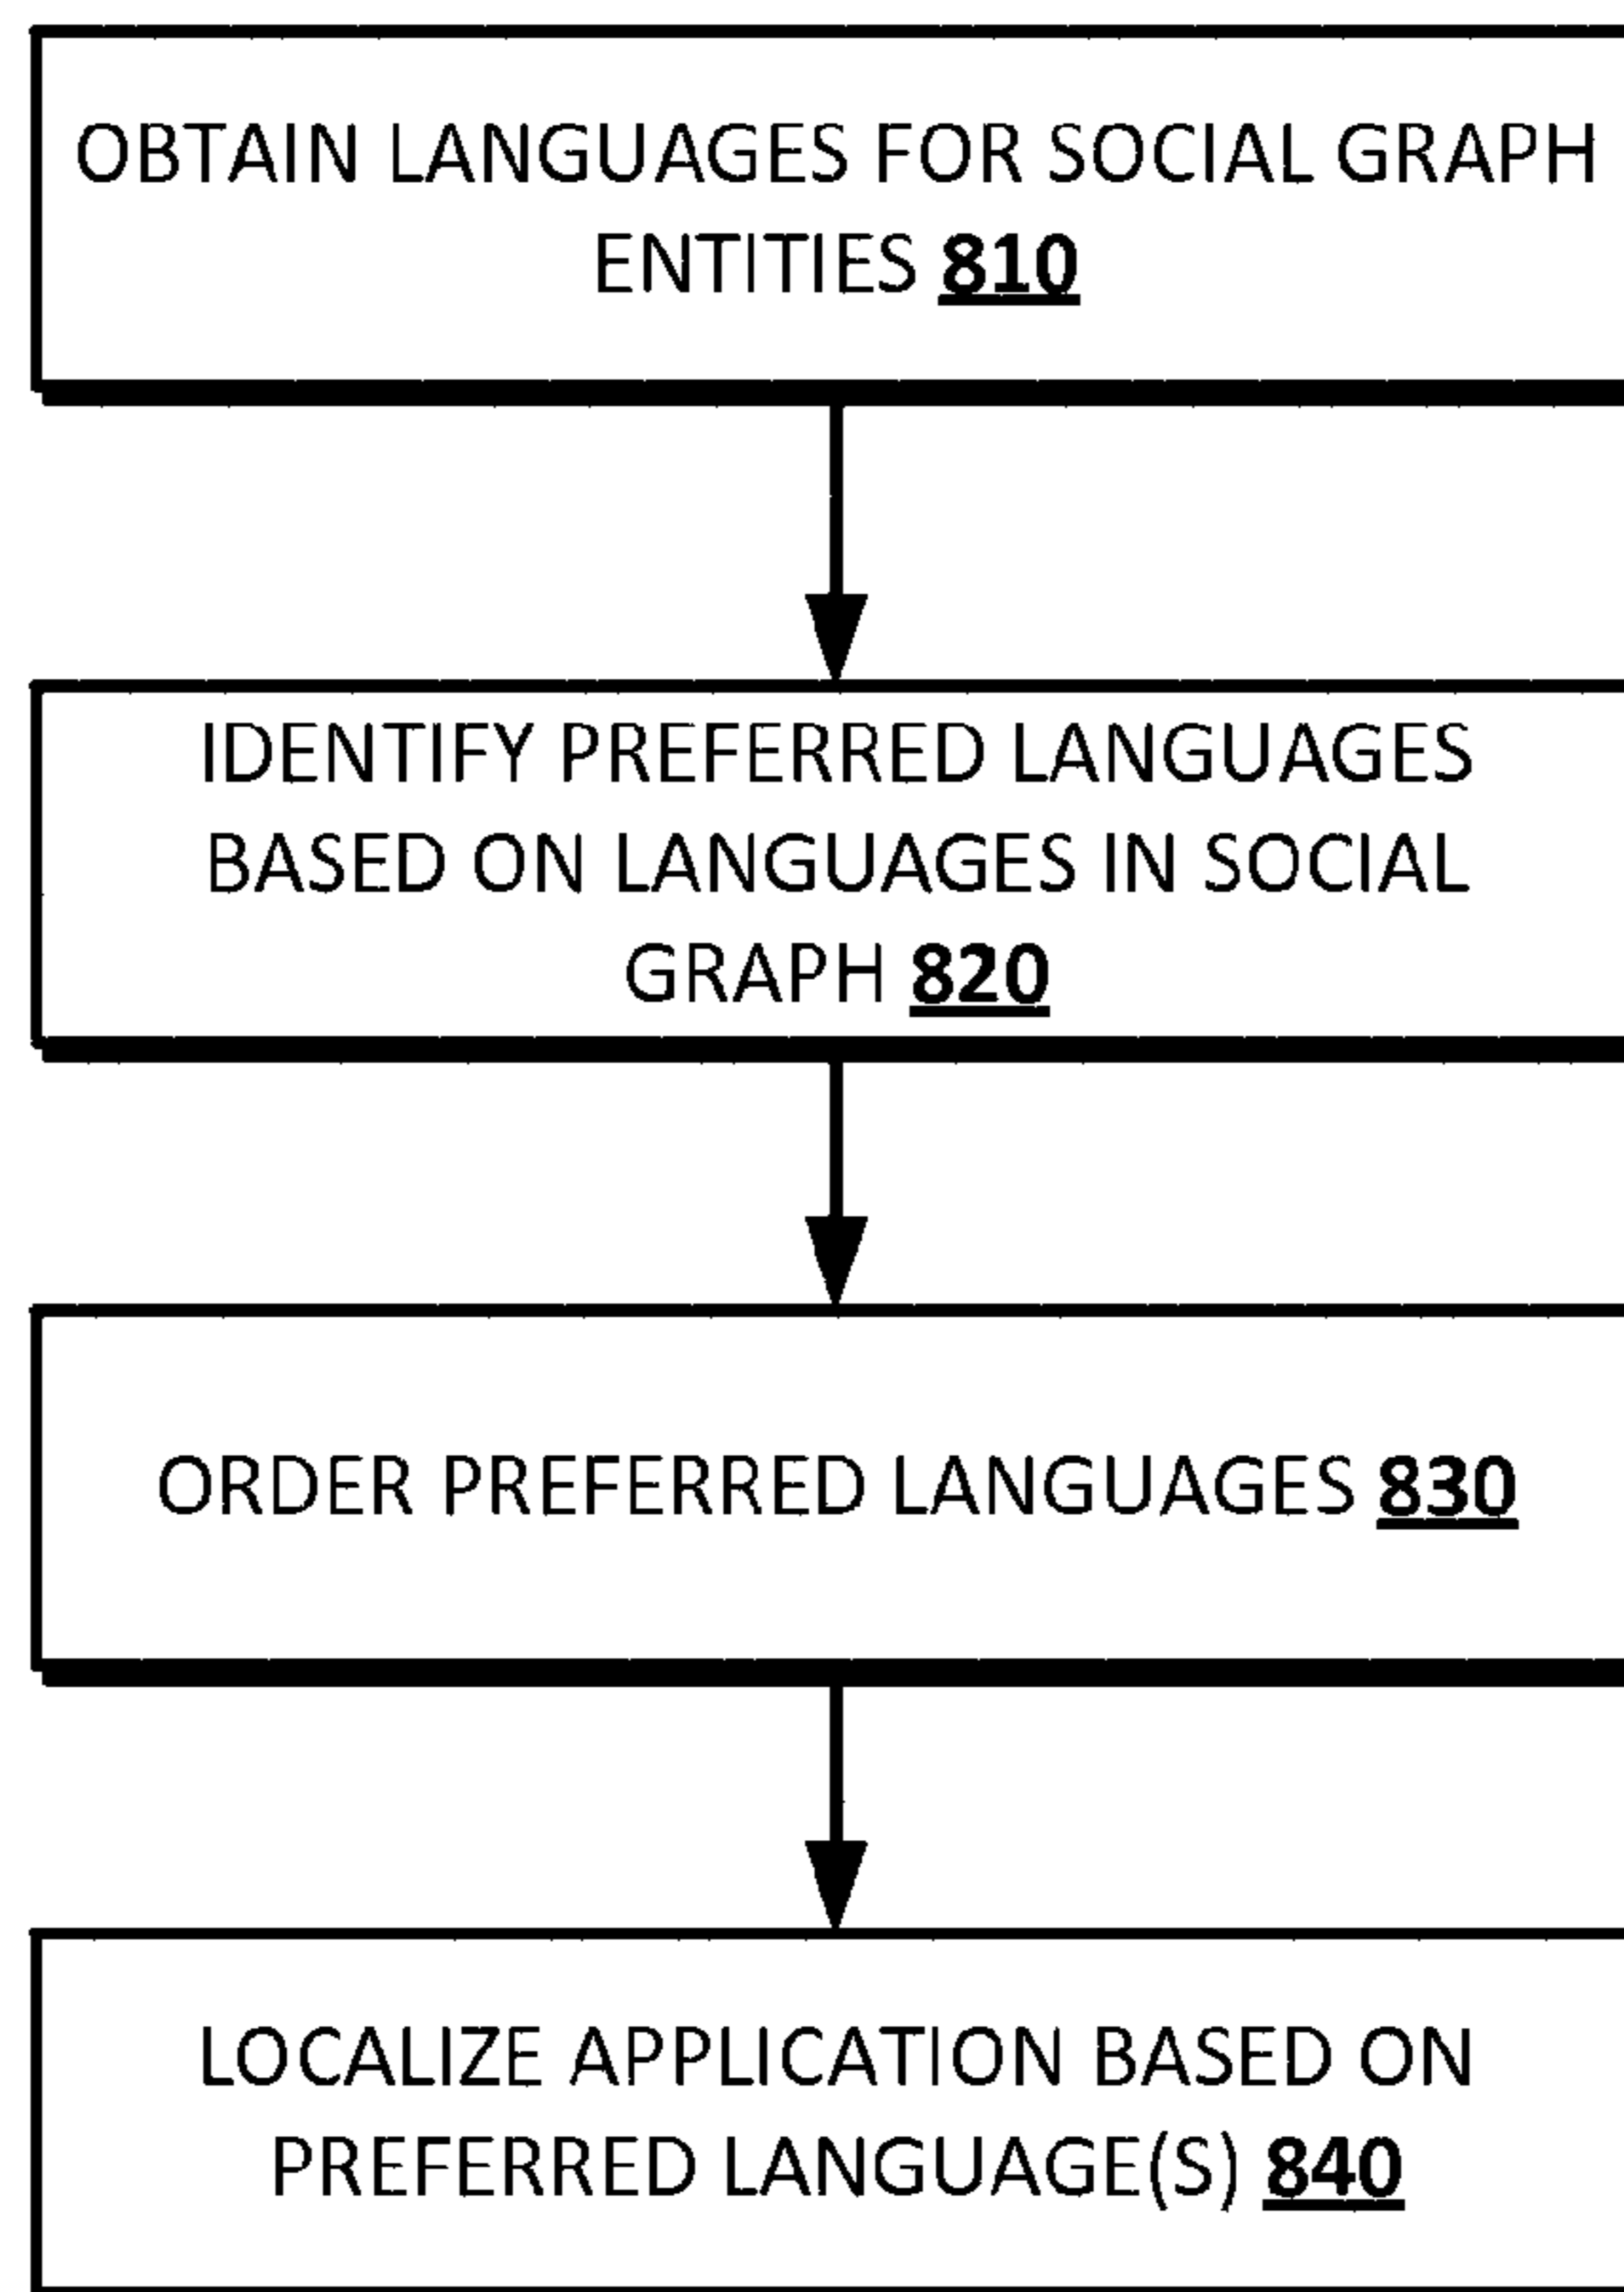 OBTAIN LANGUAGES FOR SOCIAL GRAPH
ENTITIES 810
IDENTIFY PREFERRED LANGUAGES
BASED ON LANGUAGES IN SOCIAL
GRAPH 820
ORDER PREFERRED LANGUAGES 830
LOCALIZE APPLICATION BASED ON
PREFERRED LANGUAGE(S) 840